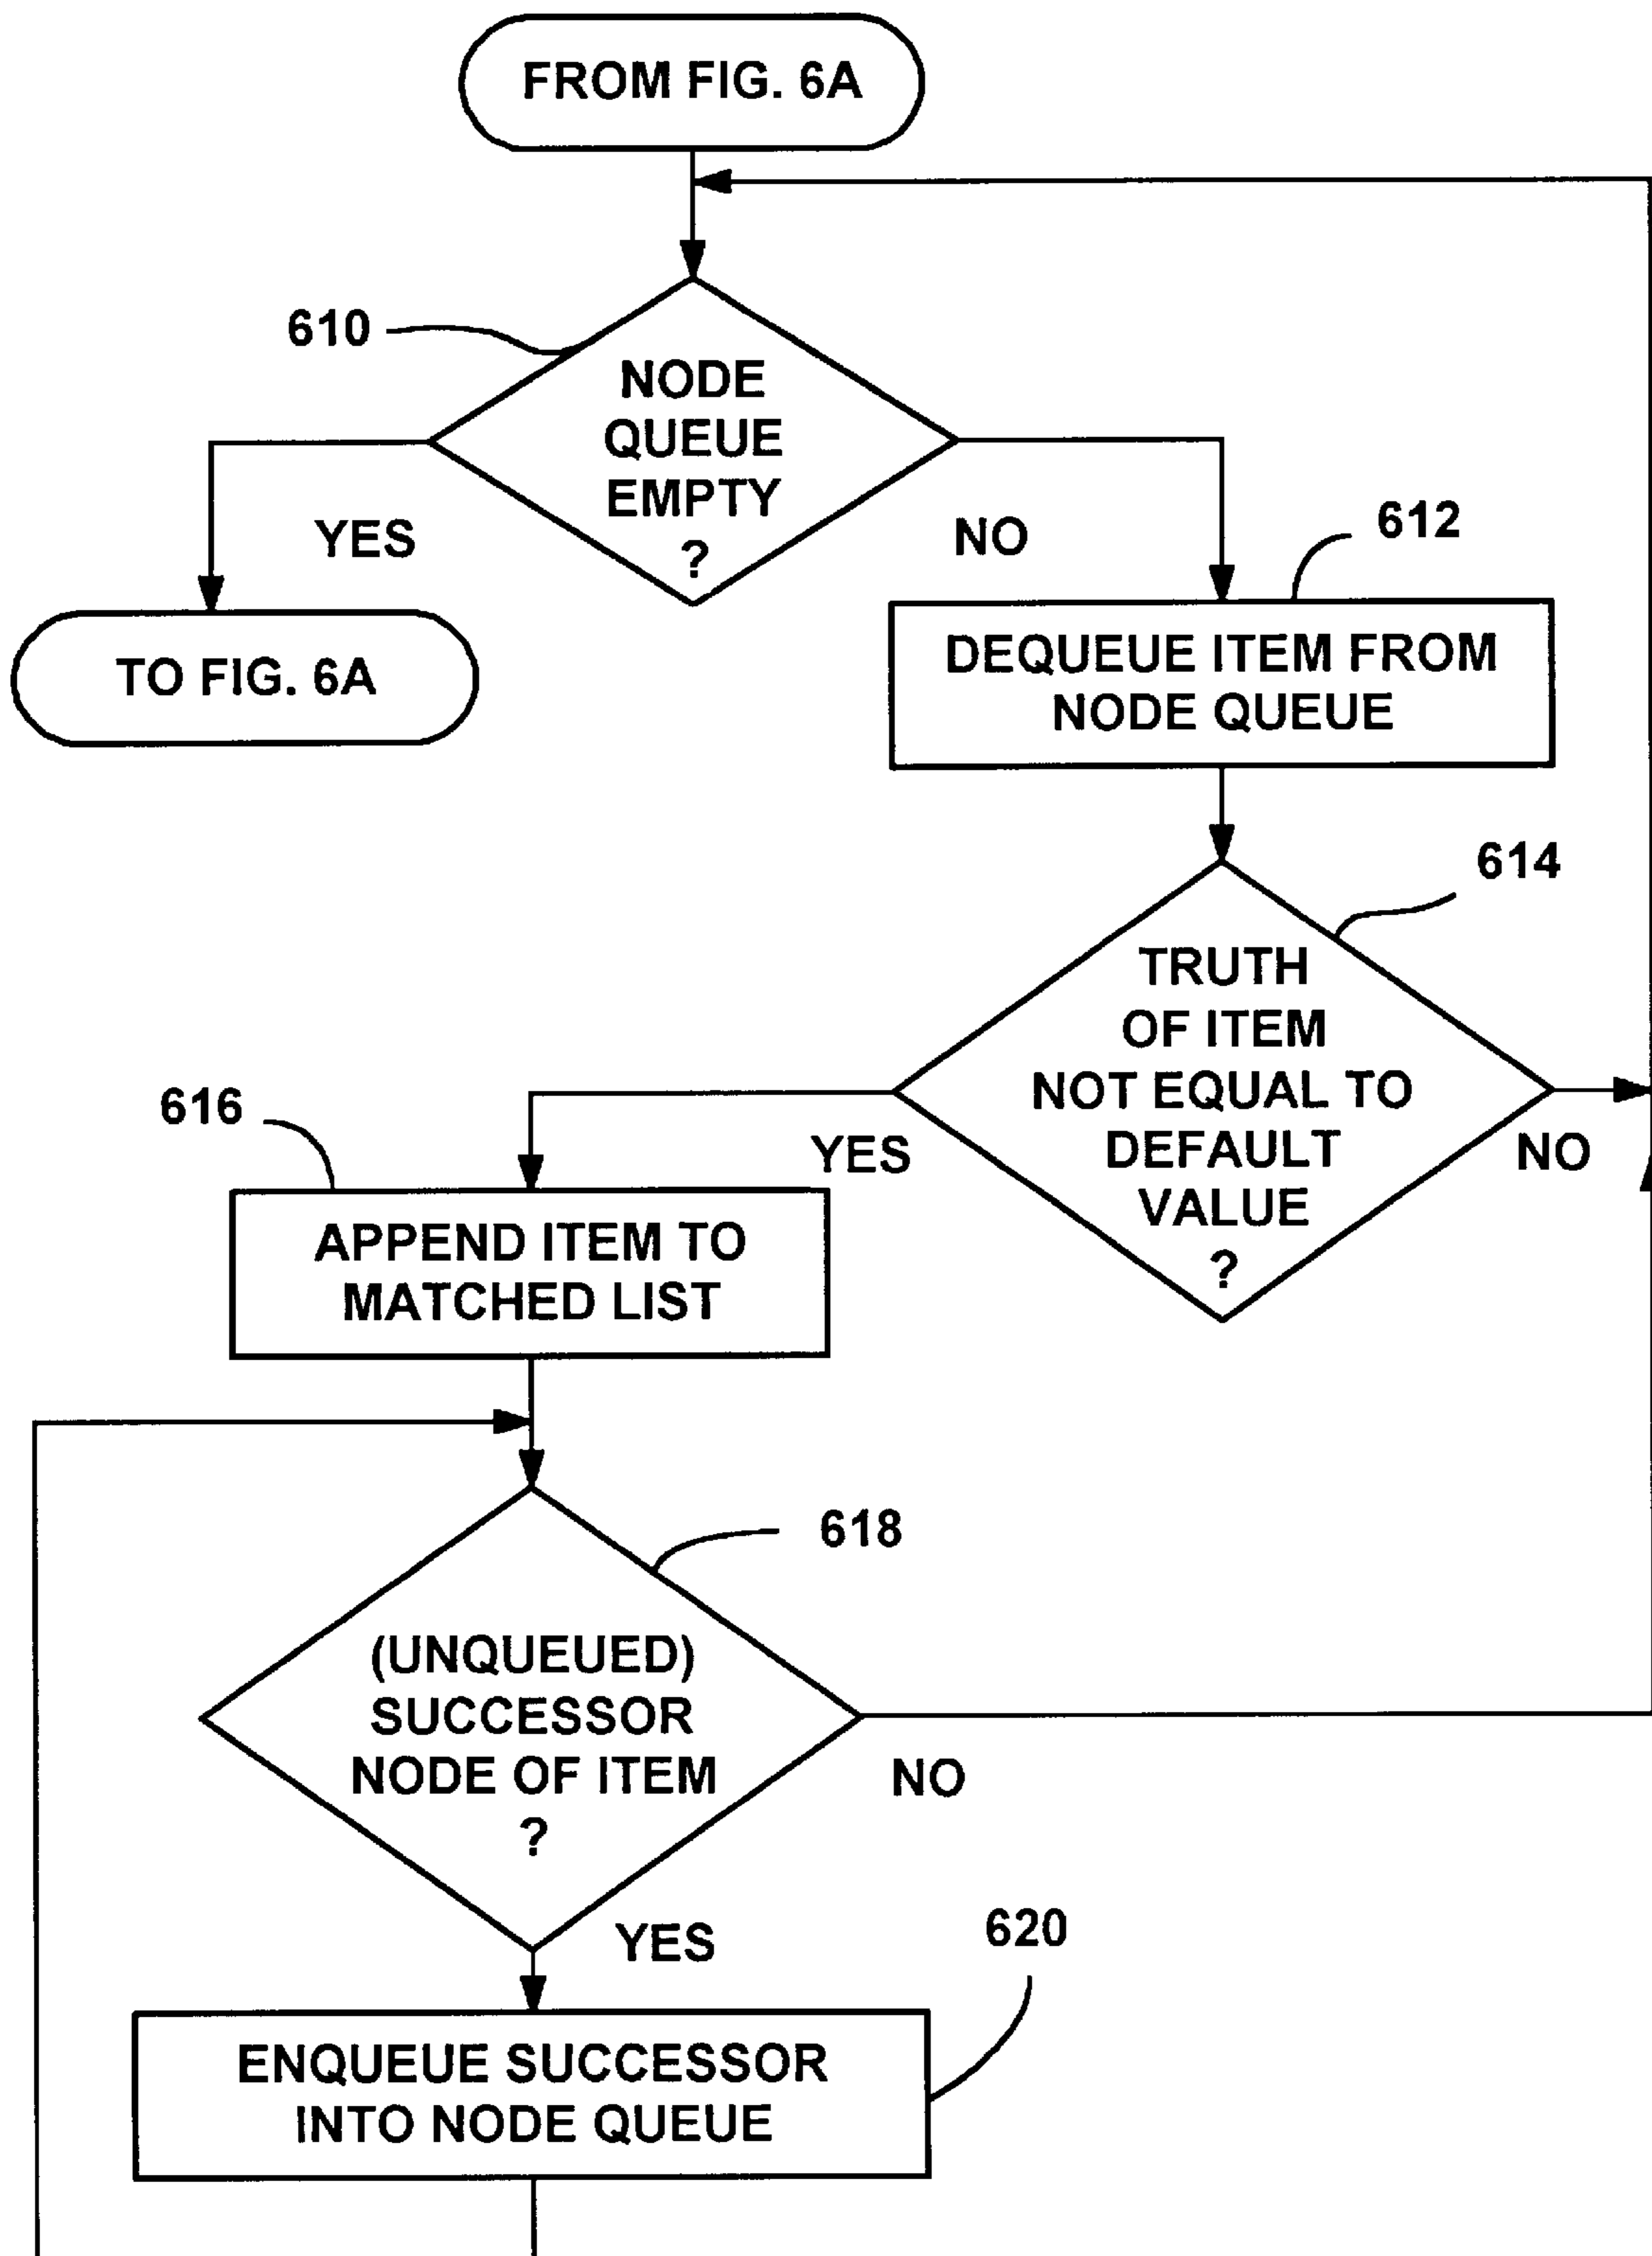 FROM FIG. 6A
610
NODE
QUEUE
EMPTY
?
YES
NO
TO FIG. 6A
612
DEQUEUE ITEM FROM
NODE QUEUE
614
TRUTH
OF ITEM
NOT EQUAL TO
DEFAULT
VALUE
?
YES
NO
616
APPEND ITEM TO
MATCHED LIST
618
(UNQUEUED)
SUCCESSOR
NODE OF ITEM
?
NO
YES
620
ENQUEUE SUCCESSOR
INTO NODE QUEUE